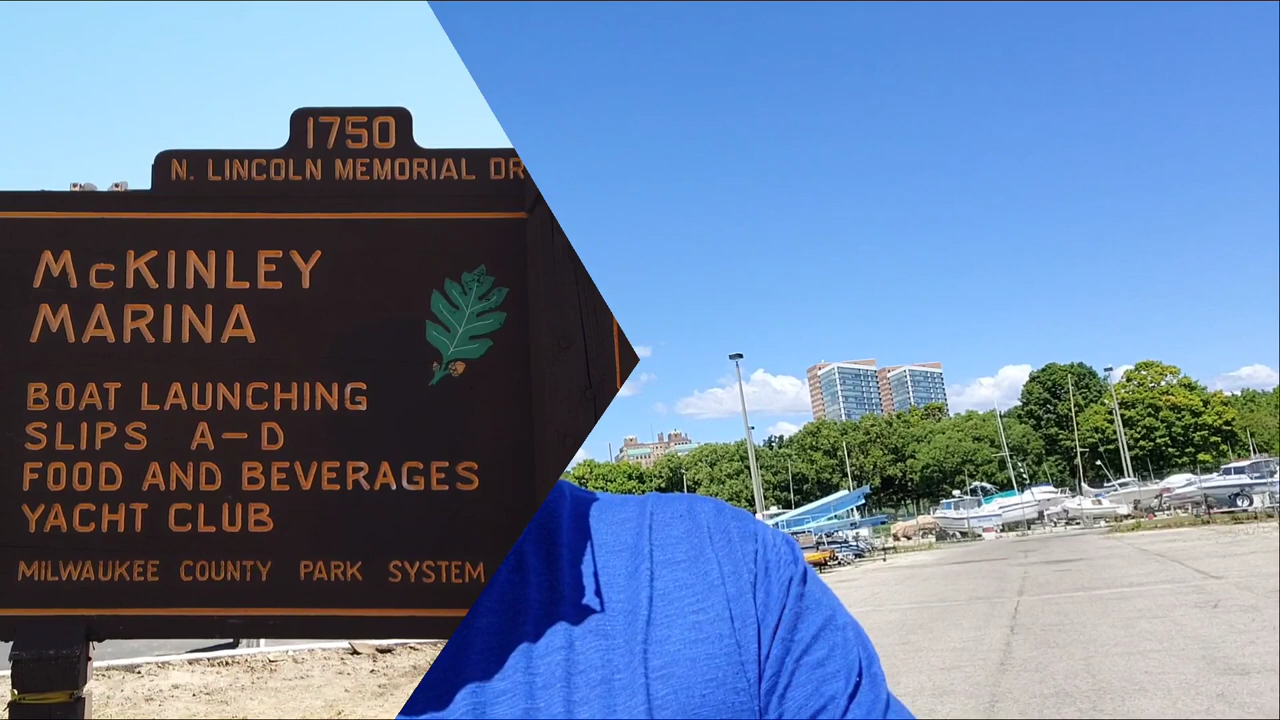 1750
N. LINCOLN MEMORIAL DR
McKINLEY
MARINA
BOAT LAUNCHING
SLIPS A-D
FOOD AND BEVERAGES
YACHT CLUB
MILWAUKEE COUNTY PARK SYSTEM